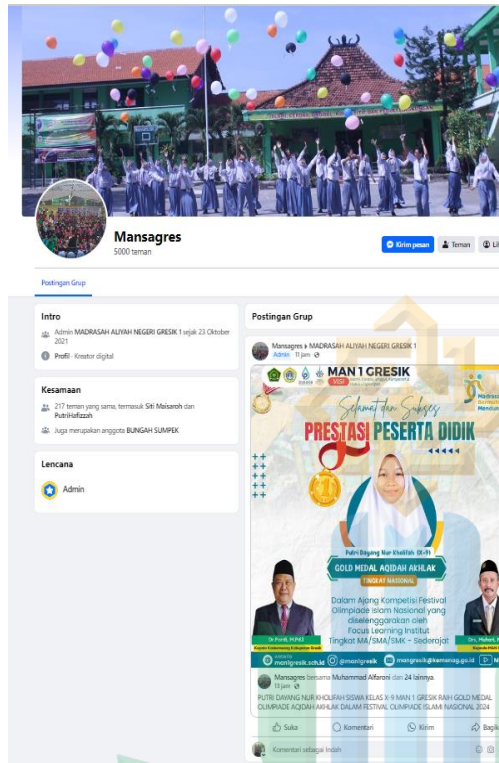 Mansagres
5000 teman
Kirim pesan
Teman
Postingan Grup
Intro
Admin MADRASAH ALIYAH NEGERI GRESIK 1 sejak 23 Oktober
2021
Profil · Kreator digital
Kesamaan
217 teman yang sama, termasuk Siti Maisaroh dan
PutriHafizzah
Juga merupakan anggota BUNGAH SUMPEK
Lencana
Admin
Postingan Grup
Mansagres ▸ MADRASAH ALIYAH NEGERI GRESIK 1
Admin · 11 jam
MAN 1 GRESIK
VISI
Selamat dan Sukses
PRESTASI PESERTA DIDIK
Putri Dayang Nur Kholifah (X-9)
GOLD MEDAL AQIDAH AKHLAK
TINGKAT NASIONAL
Dalam Ajang Kompetisi Festival
Olimpiade Islam Nasional yang
diselenggarakan oleh
Focus Learning Institut
Tingkat MA/SMA/SMK - Sederajat
man1gresik.sch.id
@man1gresik
mangresik@kemenag.go.id
Mansagres bersama Muhammad Alfaroni dan 24 lainnya.
13 jam
PUTRI DAYANG NUR KHOLIFAH SISWA KELAS X-9 MAN 1 GRESIK RAIH GOLD MEDAL
OLIMPIADE AQIDAH AKHLAK DALAM FESTIVAL OLIMPIADE ISLAMI NASIONAL 2024
Suka
Komentari
Kirim
Bagik
Komentari sebagai Indah